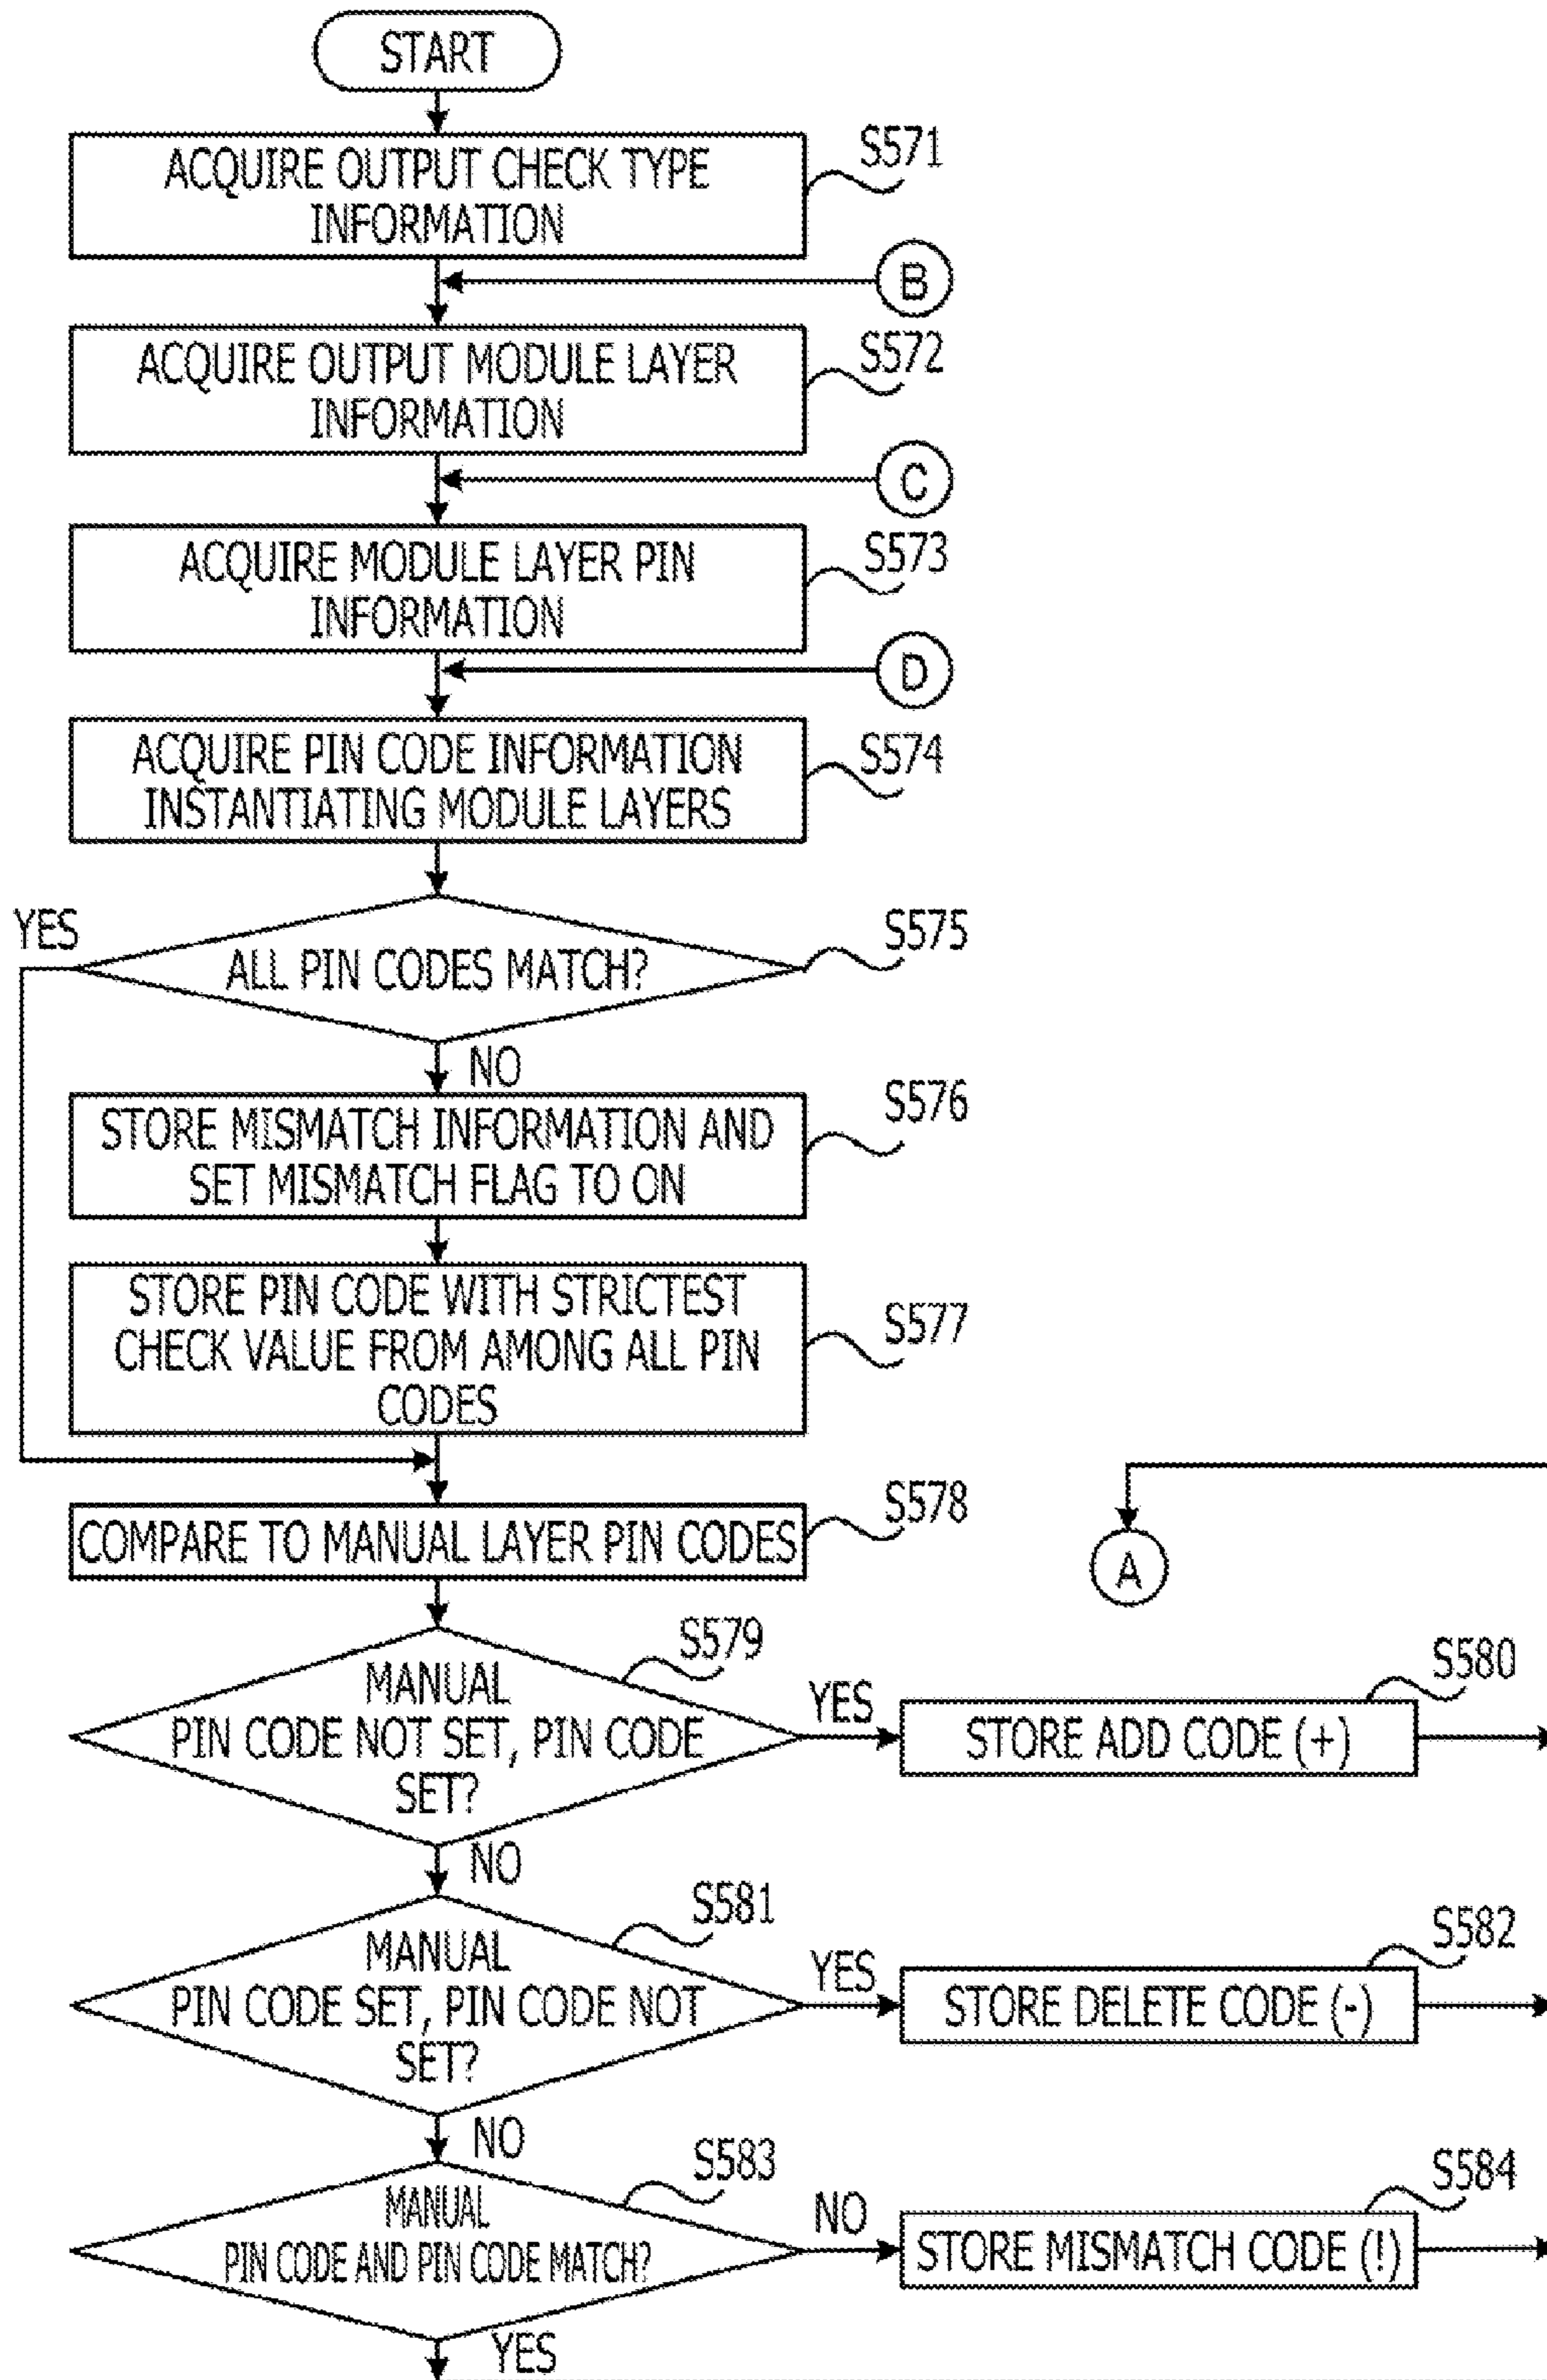 START
ACQUIRE OUTPUT CHECK TYPE
INFORMATION
S571
B
ACQUIRE OUTPUT MODULE LAYER
INFORMATION
S572
C
ACQUIRE MODULE LAYER PIN
INFORMATION
S573
D
ACQUIRE PIN CODE INFORMATION
INSTANTIATING MODULE LAYERS
S574
YES
ALL PIN CODES MATCH?
S575
NO
STORE MISMATCH INFORMATION AND
SET MISMATCH FLAG TO ON
S576
STORE PIN CODE WITH STRICTEST
CHECK VALUE FROM AMONG ALL PIN
CODES
S577
COMPARE TO MANUAL LAYER PIN CODES
S578
A
MANUAL
PIN CODE NOT SET, PIN CODE
SET?
S579
YES
STORE ADD CODE (+)
S580
NO
MANUAL
PIN CODE SET, PIN CODE NOT
SET?
S581
YES
STORE DELETE CODE (-)
S582
NO
MANUAL
PIN CODE AND PIN CODE MATCH?
S583
NO
STORE MISMATCH CODE (!)
S584
YES